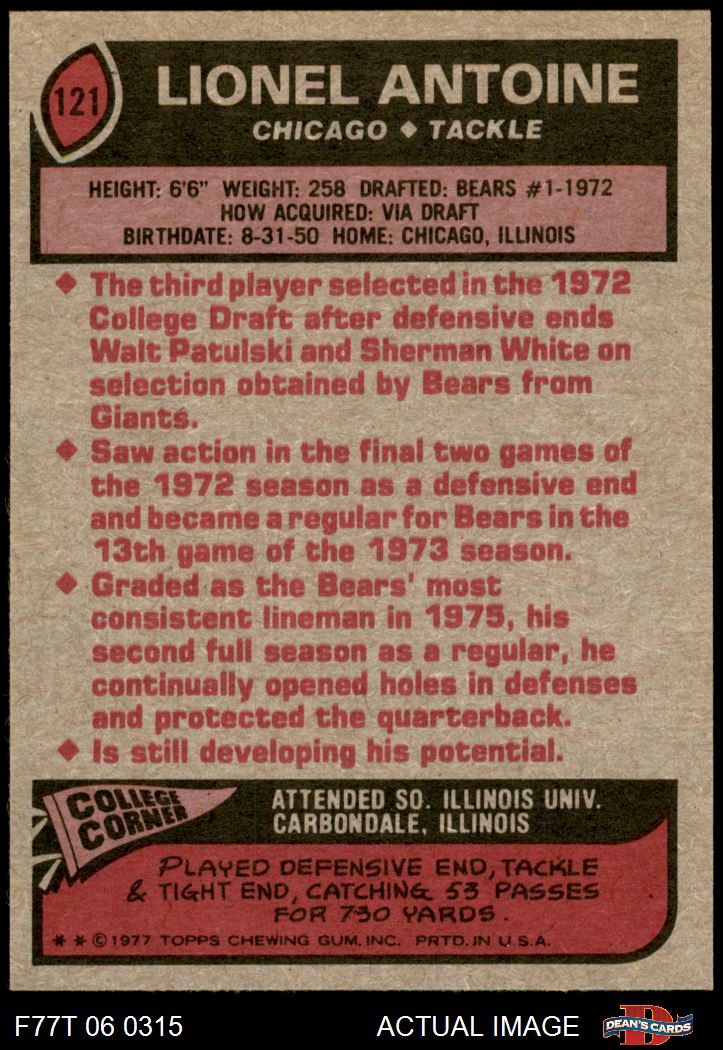 121
LIONEL ANTOINE
CHICAGO ◆ TACKLE
HEIGHT: 6'6" WEIGHT: 258 DRAFTED: BEARS #1-1972
HOW ACQUIRED: VIA DRAFT
BIRTHDATE: 8-31-50 HOME: CHICAGO, ILLINOIS
◆ The third player selected in the 1972
College Draft after defensive ends
Walt Patulski and Sherman White on
selection obtained by Bears from
Giants.
◆ Saw action in the final two games of
the 1972 season as a defensive end
and became a regular for Bears in the
13th game of the 1973 season.
◆ Graded as the Bears' most
consistent lineman in 1975, his
second full season as a regular, he
continually opened holes in defenses
and protected the quarterback.
◆ Is still developing his potential.
COLLEGE
CORNER
ATTENDED SO. ILLINOIS UNIV.
CARBONDALE, ILLINOIS
PLAYED DEFENSIVE END, TACKLE
& TIGHT END, CATCHING 53 PASSES
FOR 730 YARDS.
* * © 1977 TOPPS CHEWING GUM, INC. PRTD. IN U.S.A.
F77T 06 0315
ACTUAL IMAGE
D
DEAN'S CARDS